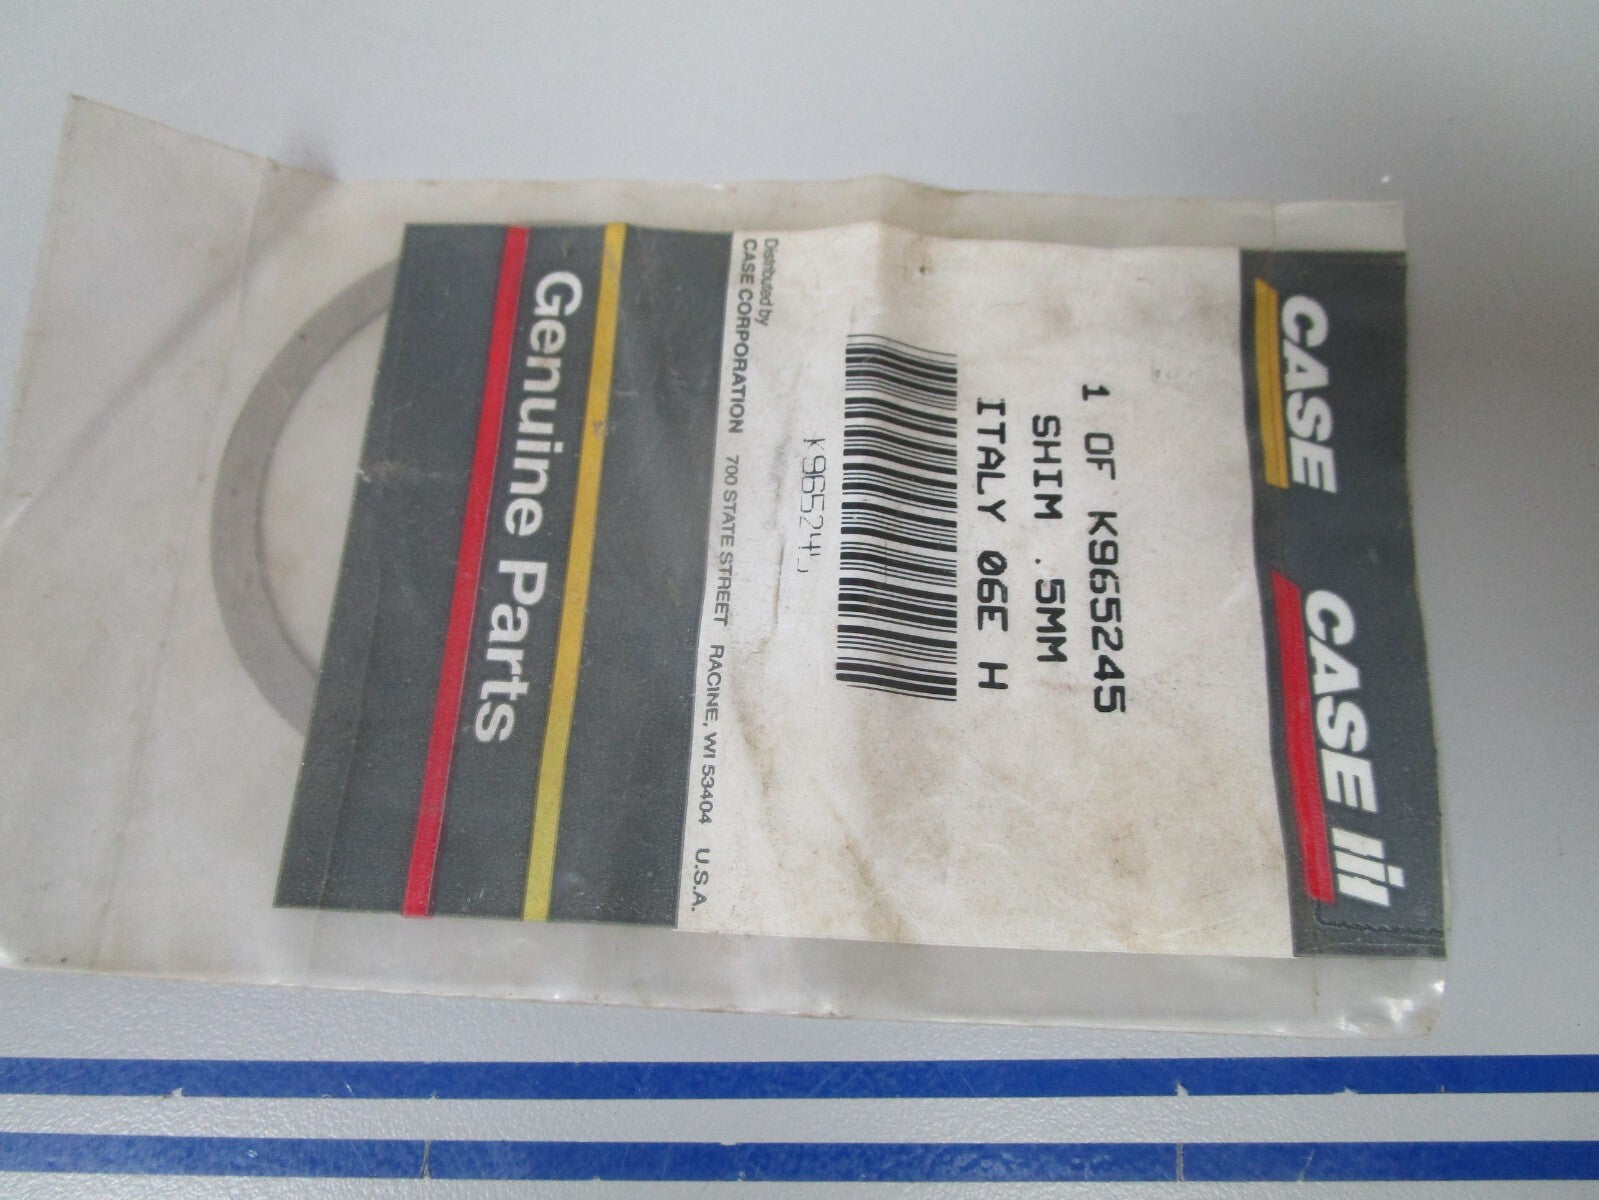 CASE CASE III
1 OF K965245
SHIM .5MM
ITALY 06E H
K965245
Distributed by
CASE CORPORATION 700 STATE STREET RACINE, WI 53404 U.S.A.
Genuine Parts